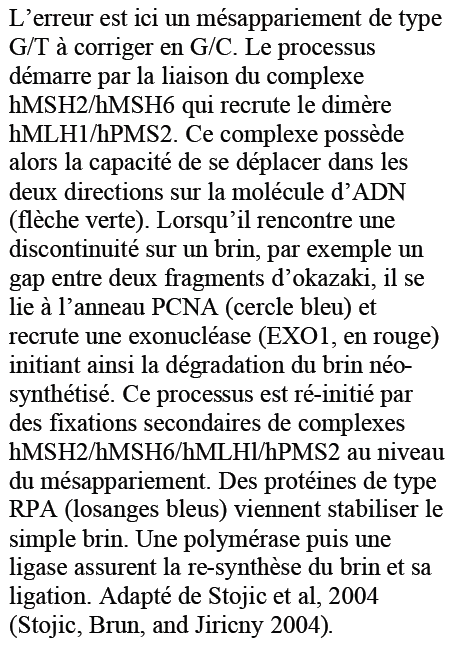 L’erreur est ici un mésappariement de type
G/T à corriger en G/C. Le processus
démarre par la liaison du complexe
hMSH2/hMSH6 qui recrute le dimère
hMLH1/hPMS2. Ce complexe possède
alors la capacité de se déplacer dans les
deux directions sur la molécule d’ADN
(flèche verte). Lorsqu’il rencontre une
discontinuité sur un brin, par exemple un
gap entre deux fragments d’okazaki, il se
lie à l’anneau PCNA (cercle bleu) et
recrute une exonucléase (EXO1, en rouge)
initiant ainsi la dégradation du brin néo-
synthétisé. Ce processus est ré-initié par
des fixations secondaires de complexes
hMSH2/hMSH6/hMLHl/hPMS2 au niveau
du mésappariement. Des protéines de type
RPA (losanges bleus) viennent stabiliser le
simple brin. Une polymérase puis une
ligase assurent la re-synthèse du brin et sa
ligation. Adapté de Stojic et al, 2004
(Stojic, Brun, and Jiricny 2004).